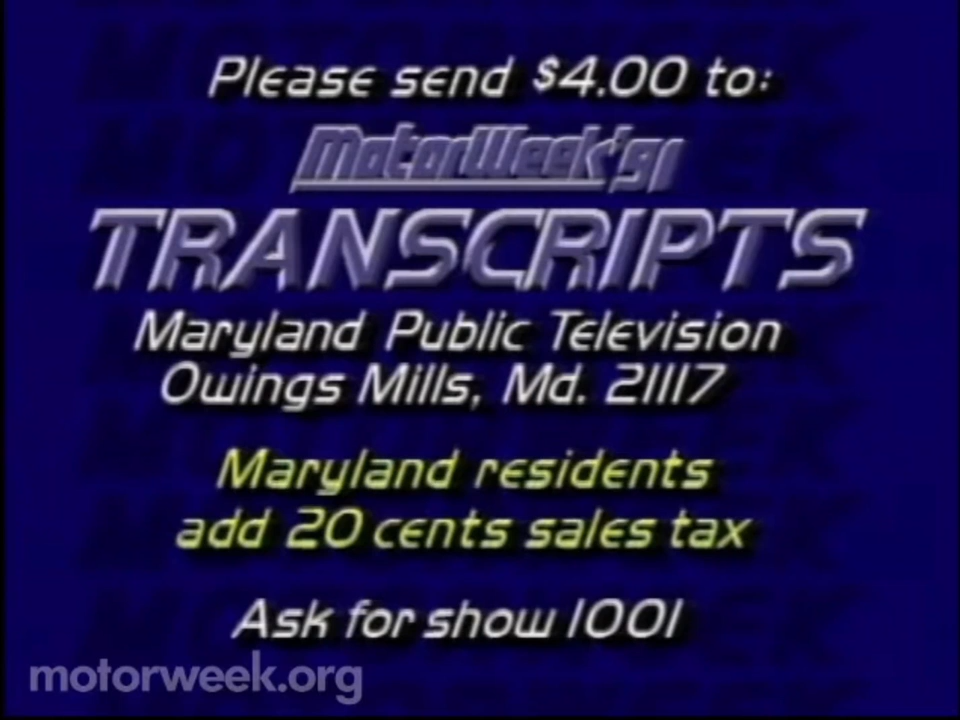 Please send $4.00 to:
MotorWeek'91
TRANSCRIPTS
Maryland Public Television
Owings Mills, Md. 21117
Maryland residents
add 20 cents sales tax
Ask for show 1001
motorweek.org